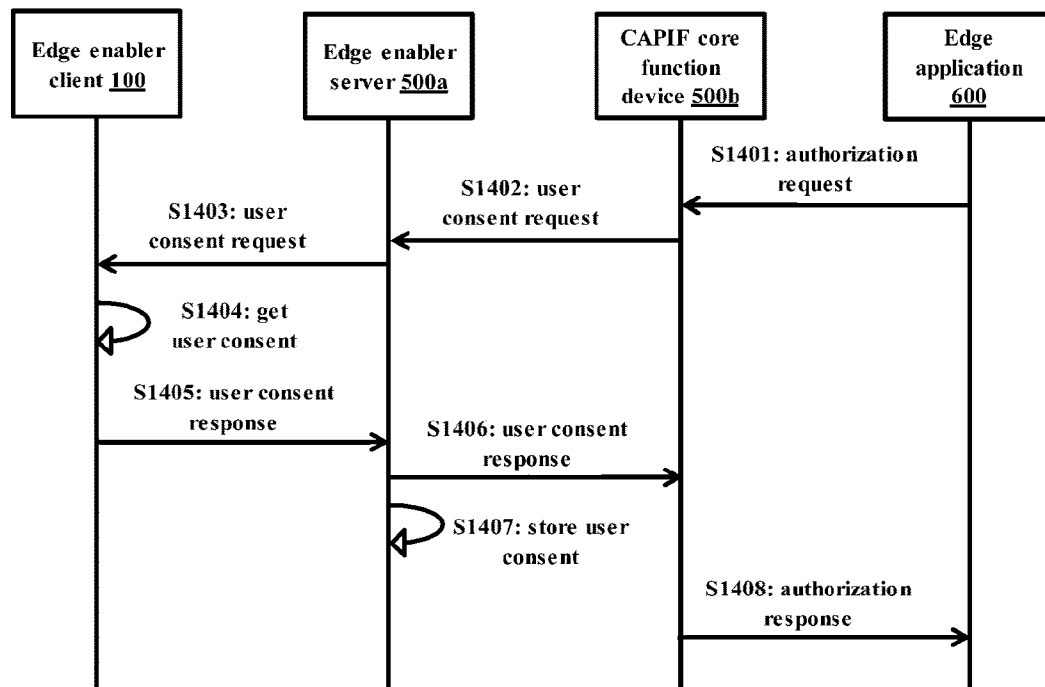 Edge enabler
client 100
Edge enabler
server 500a
CAPIF core
function
device 500b
Edge
application
600
S1401: authorization
request
S1402: user
consent request
S1403: user
consent request
S1404: get
user consent
S1405: user consent
response
S1406: user consent
response
S1407: store user
consent
S1408: authorization
response